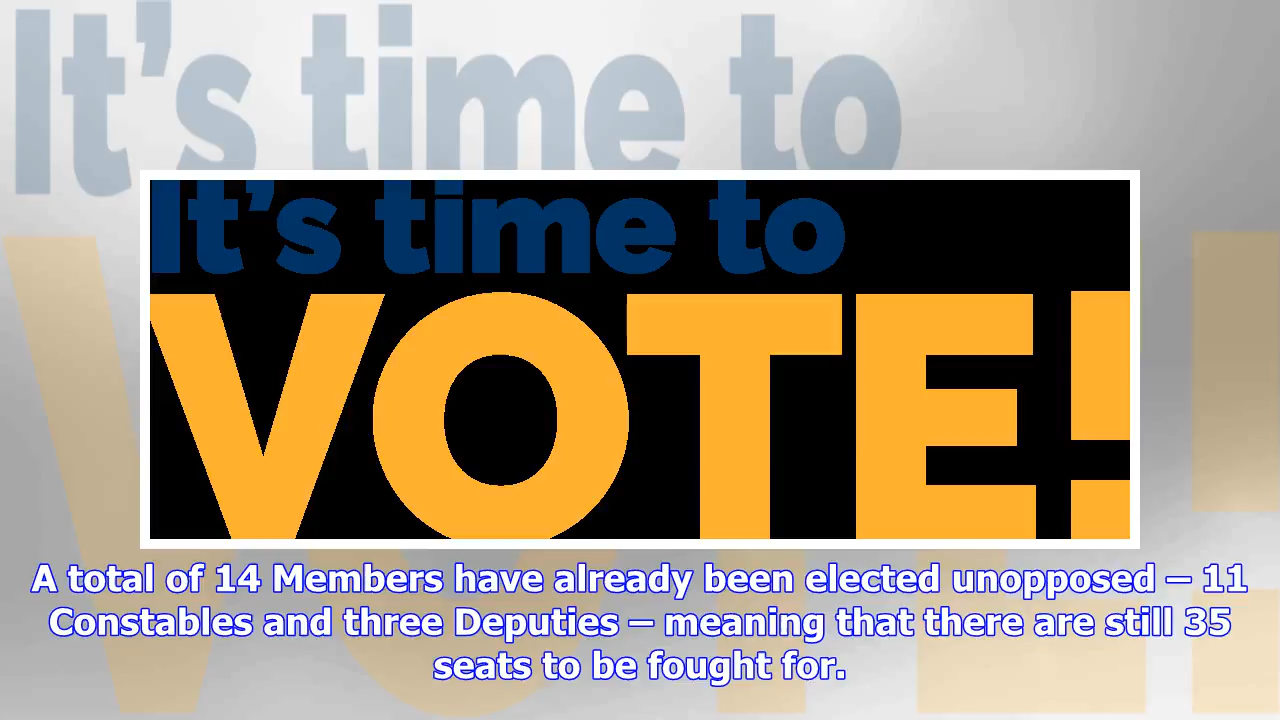 It's time to
It's time to
VOTE!
A total of 14 Members have already been elected unopposed – 11
Constables and three Deputies – meaning that there are still 35
seats to be fought for.